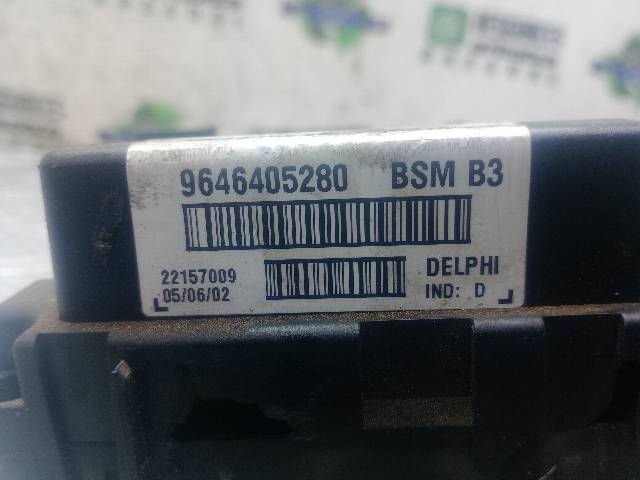 9646405280 BSM B3
22157009 DELPHI
05/06/02 IND: D